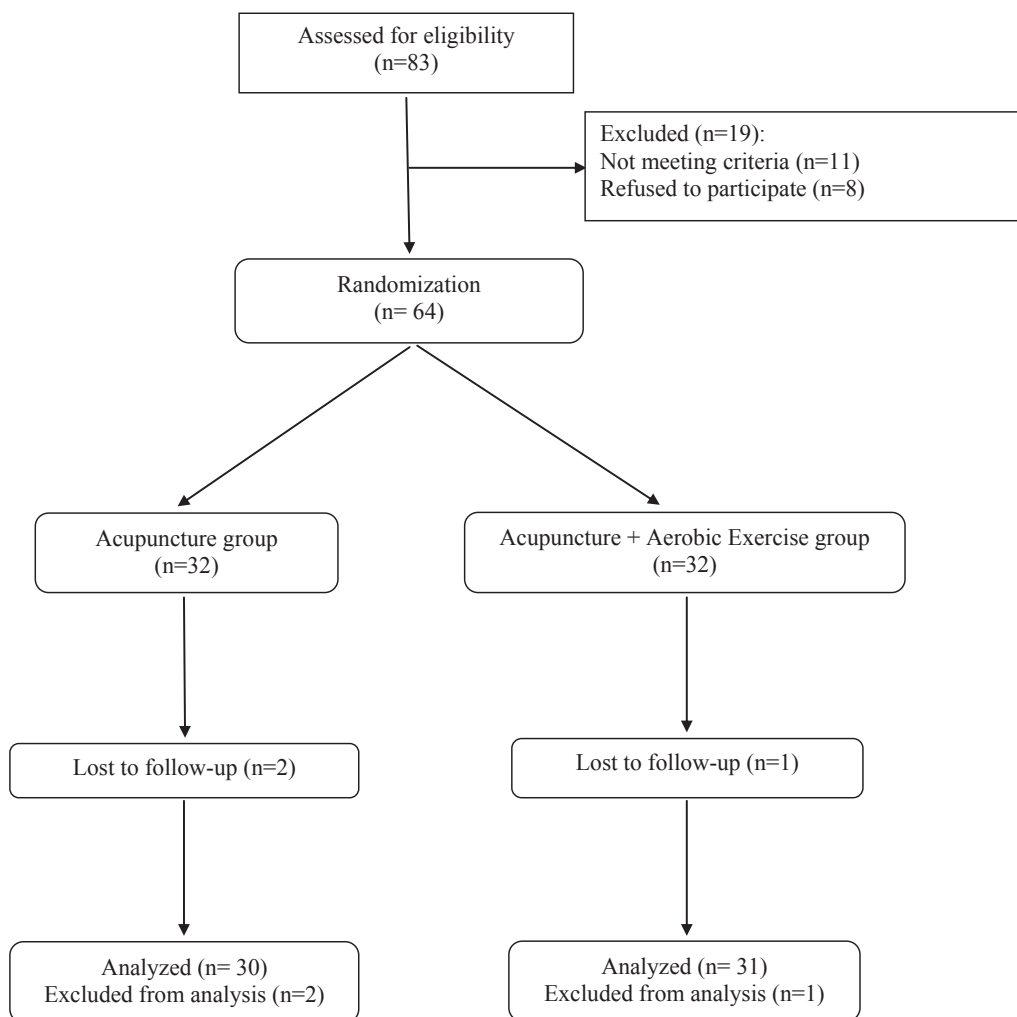 Assessed for eligibility
(n=83)
Excluded (n=19):
Not meeting criteria (n=11)
Refused to participate (n=8)
Randomization
(n= 64)
Acupuncture group
(n=32)
Acupuncture + Aerobic Exercise group
(n=32)
Lost to follow-up (n=2)
Lost to follow-up (n=1)
Analyzed (n= 30)
Excluded from analysis (n=2)
Analyzed (n= 31)
Excluded from analysis (n=1)